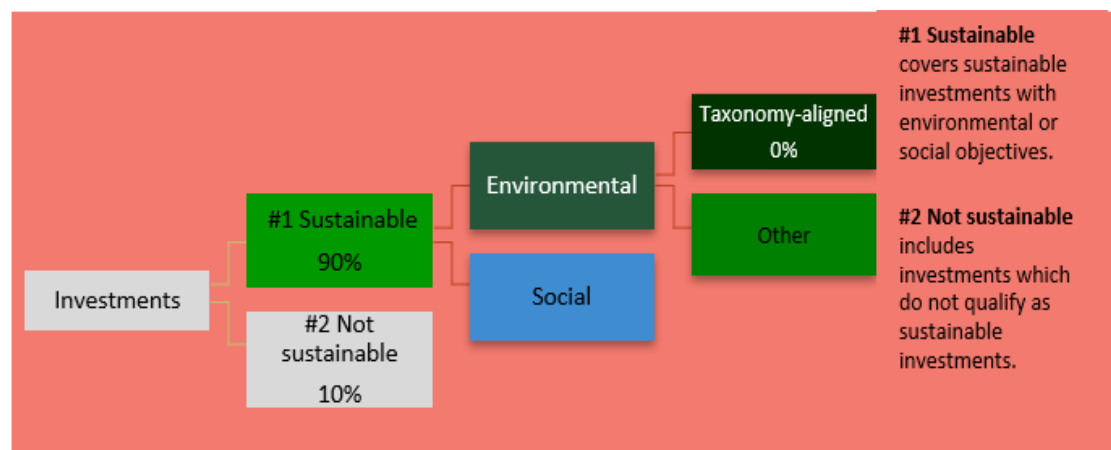 Investments
#1 Sustainable
90%
#2 Not
sustainable
10%
Environmental
Social
Taxonomy-aligned
0%
Other
#1 Sustainable
covers sustainable
investments with
environmental or
social objectives.
#2 Not sustainable
includes
investments which
do not qualify as
sustainable
investments.